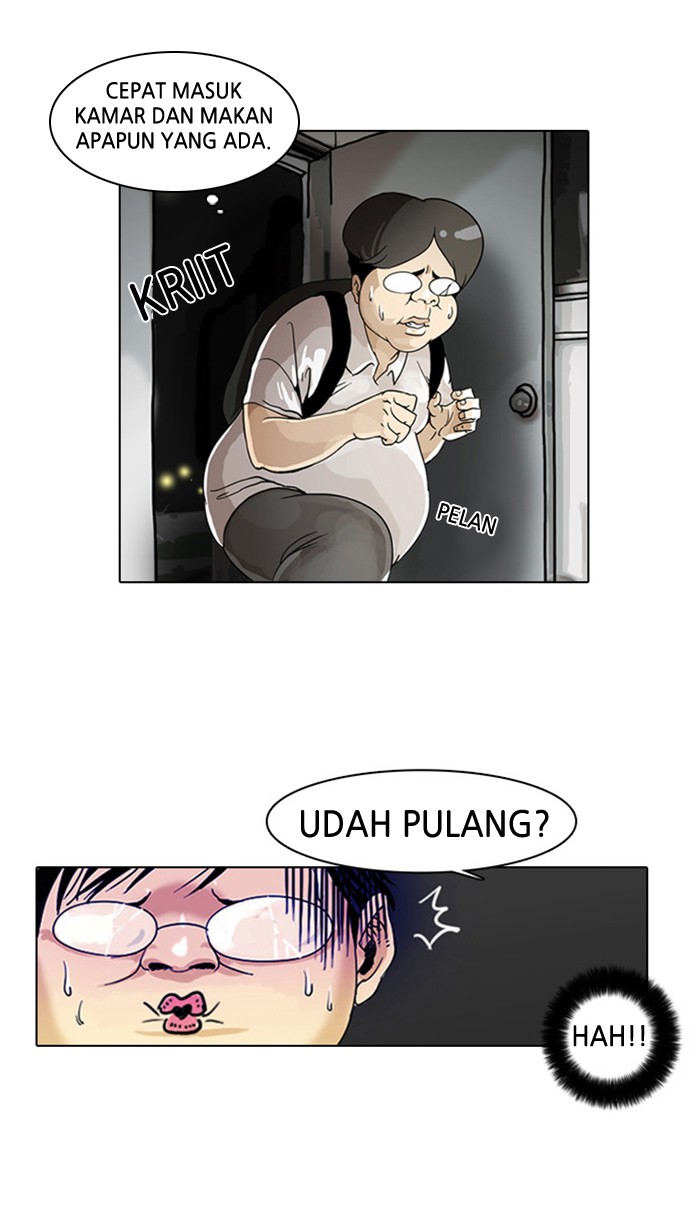 CEPAT MASUK
KAMAR DAN MAKAN
APAPUN YANG ADA.
KRIIT
PELAN
UDAH PULANG?
HAH!!